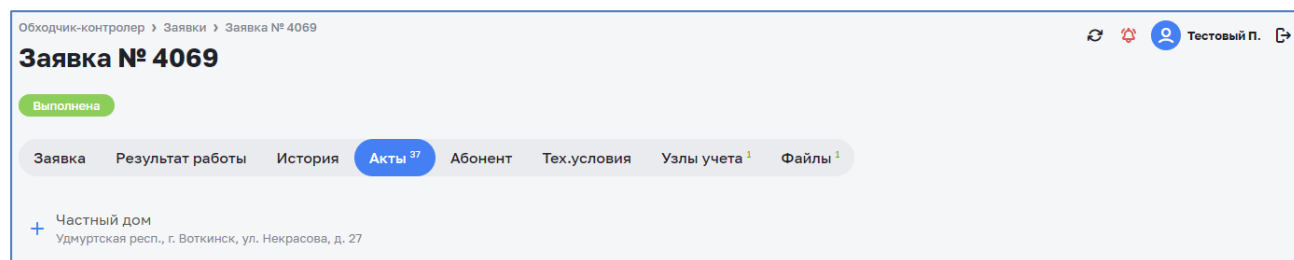 Обходчик-контролер › Заявки › Заявка № 4069
Тестовый П.
Заявка № 4069
Выполнена
Заявка Результат работы История Акты 37 Абонент Тех.условия Узлы учета 1 Файлы 1
+ Частный дом
Удмуртская респ., г. Воткинск, ул. Некрасова, д. 27